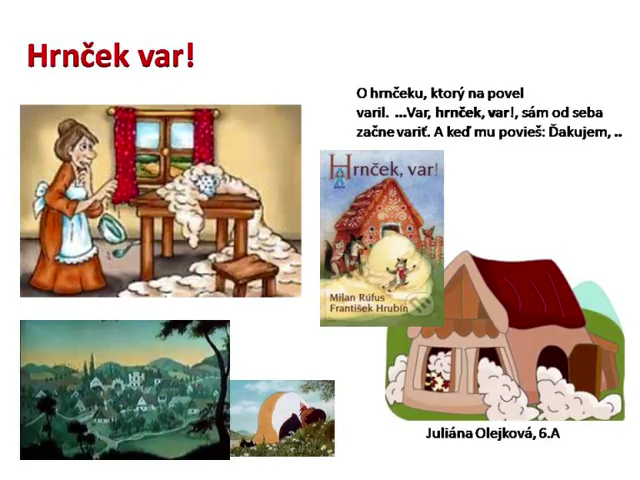 Hrnček var!
O hrnčeku, ktorý na povel
varil. ...Var, hrnček, var!, sám od seba
začne variť. A keď mu povieš: Ďakujem, ..
Hrnček, var!
Milan Rúfus
František Hrubín
Juliána Olejková, 6.A